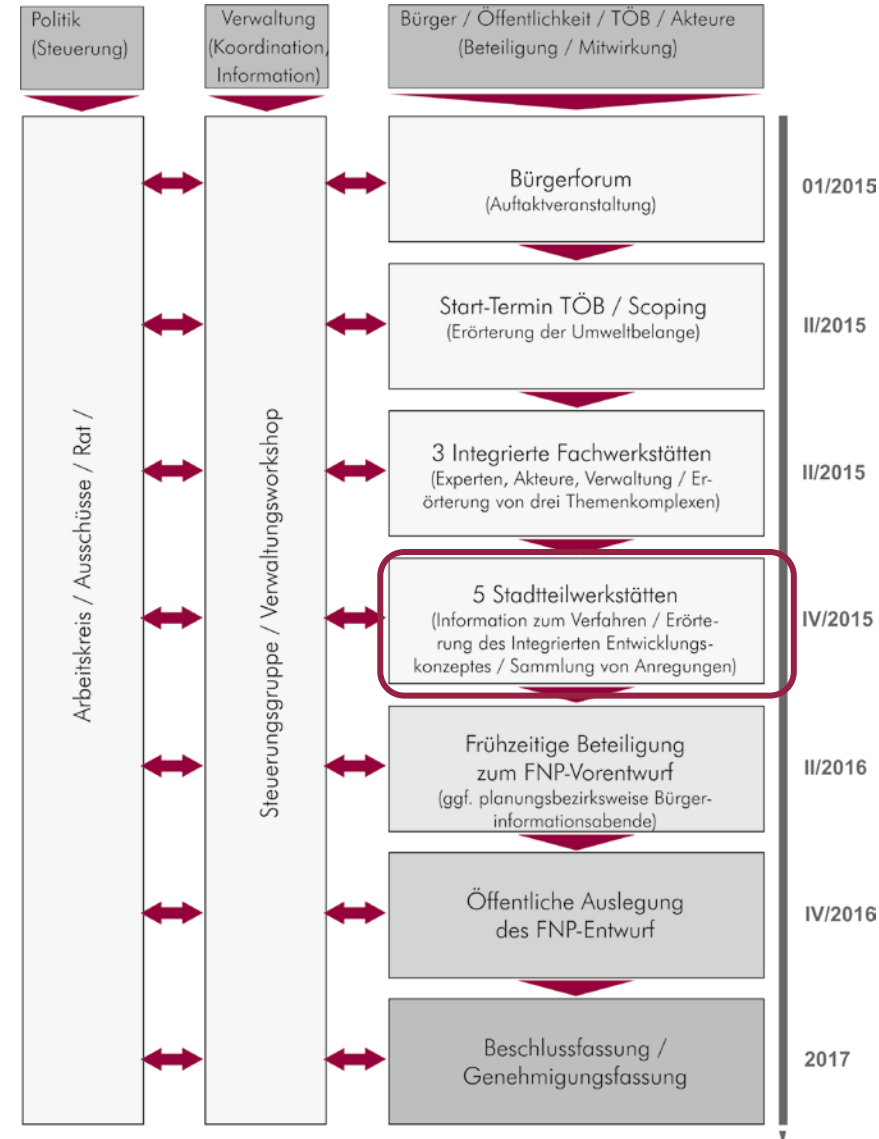 Politik
(Steuerung)
Verwaltung
(Koordination,
Information)
Bürger / Öffentlichkeit / TÖB / Akteure
(Beteiligung / Mitwirkung)
Arbeitskreis / Ausschüsse / Rat /
Steuerungsgruppe / Verwaltungsworkshop
Bürgerforum
(Auftaktveranstaltung)
01/2015
Start-Termin TÖB / Scoping
(Erörterung der Umweltbelange)
II/2015
3 Integrierte Fachwerkstätten
(Experten, Akteure, Verwaltung / Er-
örterung von drei Themenkomplexen)
II/2015
5 Stadtteilwerkstätten
(Information zum Verfahren / Erörte-
rung des Integrierten Entwicklungs-
konzeptes / Sammlung von Anregungen)
IV/2015
Frühzeitige Beteiligung
zum FNP-Vorentwurf
(ggf. planungsbezirksweise Bürger-
informationsabende)
II/2016
Öffentliche Auslegung
des FNP-Entwurf
IV/2016
Beschlussfassung /
Genehmigungsfassung
2017